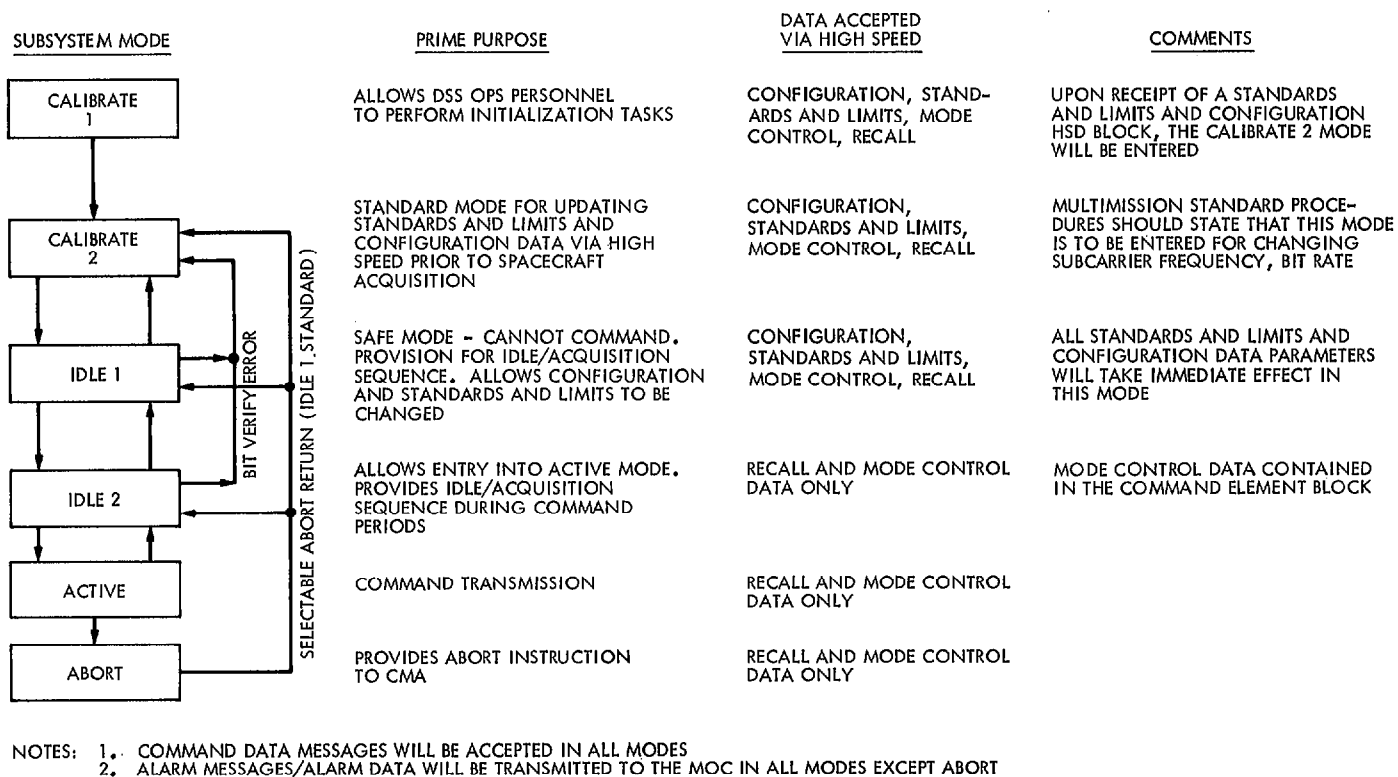 SUBSYSTEM MODE
PRIME PURPOSE
DATA ACCEPTED
VIA HIGH SPEED
COMMENTS
CALIBRATE
1
ALLOWS DSS OPS PERSONNEL
TO PERFORM INITIALIZATION TASKS
CONFIGURATION, STAND-
ARDS AND LIMITS, MODE
CONTROL, RECALL
UPON RECEIPT OF A STANDARDS
AND LIMITS AND CONFIGURATION
HSD BLOCK, THE CALIBRATE 2 MODE
WILL BE ENTERED
CALIBRATE
2
STANDARD MODE FOR UPDATING
STANDARDS AND LIMITS AND
CONFIGURATION DATA VIA HIGH
SPEED PRIOR TO SPACECRAFT
ACQUISITION
CONFIGURATION,
STANDARDS AND LIMITS,
MODE CONTROL, RECALL
MULTIMISSION STANDARD PROCE-
DURES SHOULD STATE THAT THIS MODE
IS TO BE ENTERED FOR CHANGING
SUBCARRIER FREQUENCY, BIT RATE
IDLE 1
SAFE MODE - CANNOT COMMAND.
PROVISION FOR IDLE/ACQUISITION
SEQUENCE. ALLOWS CONFIGURATION
AND STANDARDS AND LIMITS TO BE
CHANGED
CONFIGURATION,
STANDARDS AND LIMITS,
MODE CONTROL, RECALL
ALL STANDARDS AND LIMITS AND
CONFIGURATION DATA PARAMETERS
WILL TAKE IMMEDIATE EFFECT IN
THIS MODE
IDLE 2
ALLOWS ENTRY INTO ACTIVE MODE.
PROVIDES IDLE/ACQUISITION
SEQUENCE DURING COMMAND
PERIODS
RECALL AND MODE CONTROL
DATA ONLY
MODE CONTROL DATA CONTAINED
IN THE COMMAND ELEMENT BLOCK
ACTIVE
COMMAND TRANSMISSION
RECALL AND MODE CONTROL
DATA ONLY
ABORT
PROVIDES ABORT INSTRUCTION
TO CMA
RECALL AND MODE CONTROL
DATA ONLY
BIT VERIFY ERROR
SELECTABLE ABORT RETURN (IDLE 1 STANDARD)
NOTES: 1. COMMAND DATA MESSAGES WILL BE ACCEPTED IN ALL MODES
2. ALARM MESSAGES/ALARM DATA WILL BE TRANSMITTED TO THE MOC IN ALL MODES EXCEPT ABORT